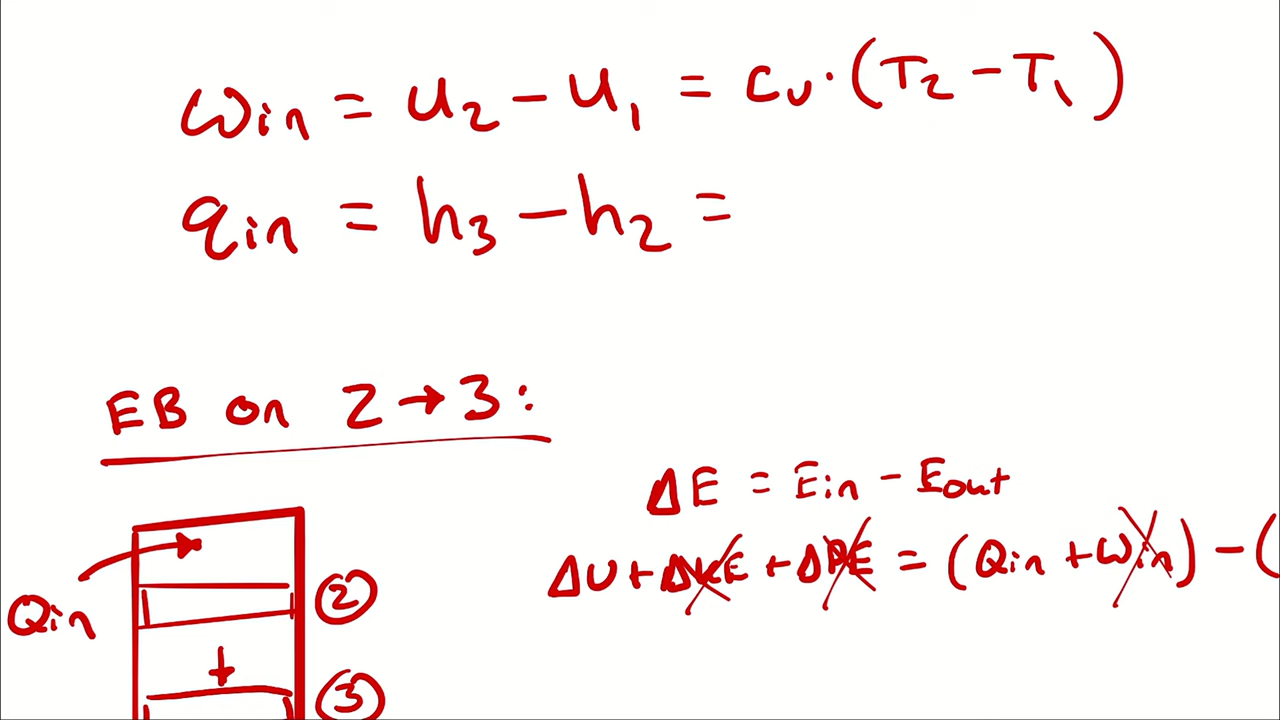 ωin = u₂ - u₁ = Cv·(T₂ - T₁)
qin = h₃ - h₂ =
EB on 2→3:
ΔE = Ein - Eout
ΔU + ΔKE + ΔPE = (Qin + Win) - (
Qin
②
③